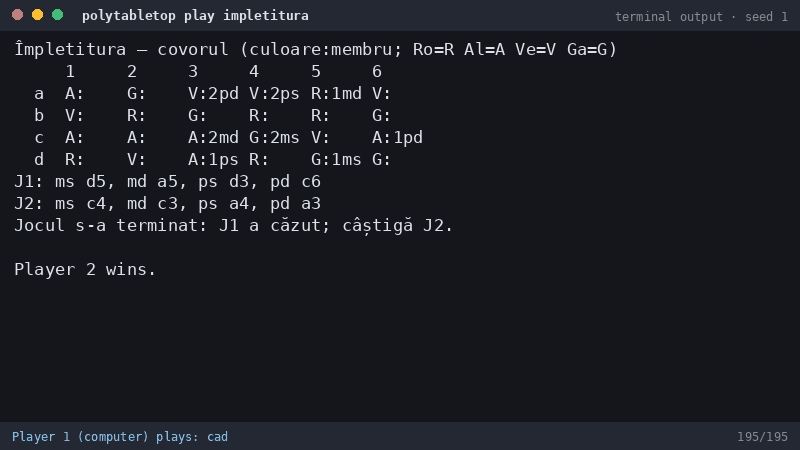 polytabletop play impletitura
terminal output · seed 1
Împletitura — covorul (culoare:membru; Ro=R Al=A Ve=V Ga=G)
1 2 3 4 5 6
a A: G: V:2pd V:2ps R:1md V:
b V: R: G: R: R: G:
c A: A: A:2md G:2ms V: A:1pd
d R: V: A:1ps R: G:1ms G:
J1: ms d5, md a5, ps d3, pd c6
J2: ms c4, md c3, ps a4, pd a3
Jocul s-a terminat: J1 a căzut; câștigă J2.
Player 2 wins.
Player 1 (computer) plays: cad
195/195